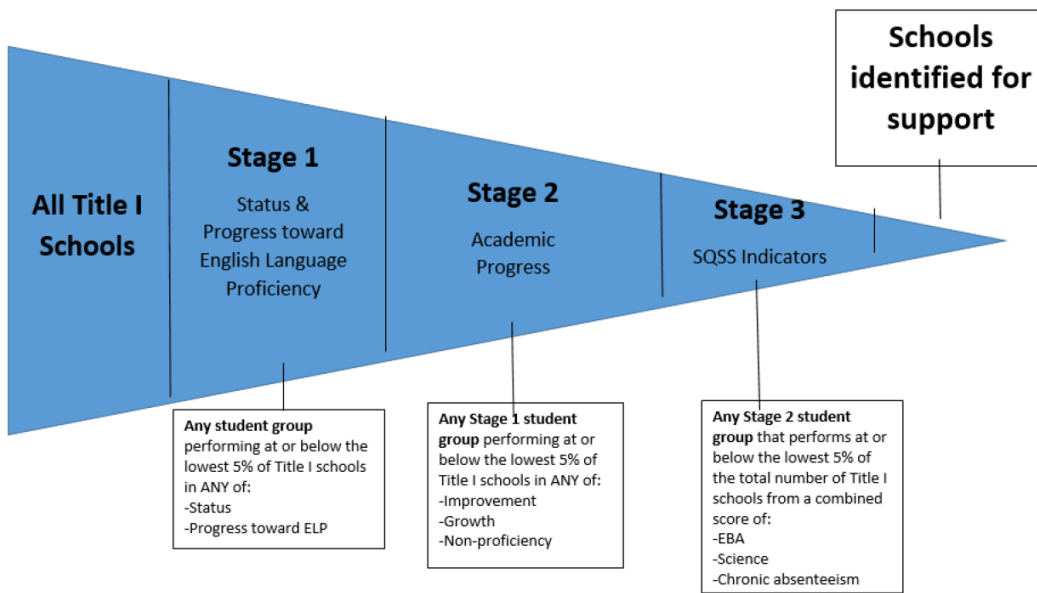 Schools
identified for
support
All Title I
Schools
Stage 1
Status &
Progress toward
English Language
Proficiency
Stage 2
Academic
Progress
Stage 3
SQSS Indicators
Any student group
performing at or below the
lowest 5% of Title I schools
in ANY of:
-Status
-Progress toward ELP
Any Stage 1 student
group performing at or
below the lowest 5% of
Title I schools in ANY of:
-Improvement
-Growth
-Non-proficiency
Any Stage 2 student
group that performs at or
below the lowest 5% of
the total number of Title I
schools from a combined
score of:
-EBA
-Science
-Chronic absenteeism